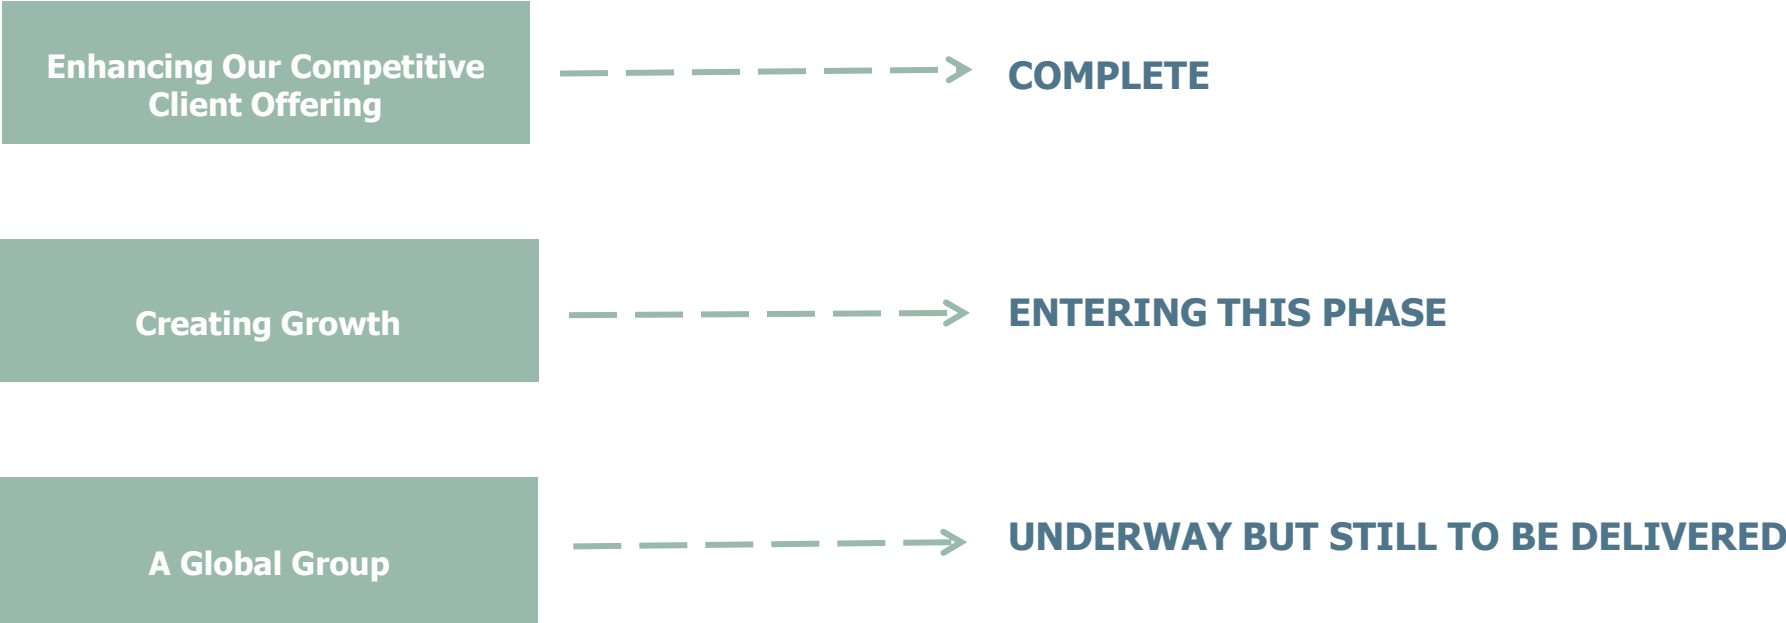 Enhancing Our Competitive
Client Offering
COMPLETE
Creating Growth
ENTERING THIS PHASE
A Global Group
UNDERWAY BUT STILL TO BE DELIVERED